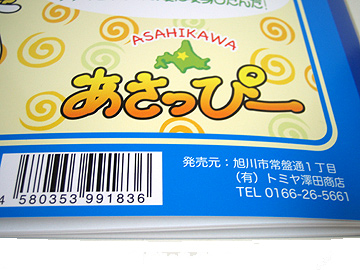 ASAHIKAWA
あさっぴー
発売元：旭川市常盤通1丁目
（有）トミヤ澤田商店
TEL 0166-26-5661
4 580353 991836